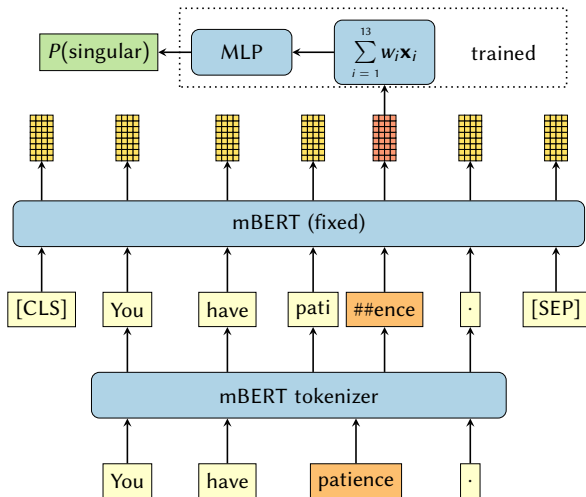 P(singular) MLP 13 ∑ i = 1 wᵢxᵢ trained
mBERT (fixed)
[CLS] You have pati ##ence . [SEP]
mBERT tokenizer
You have patience .